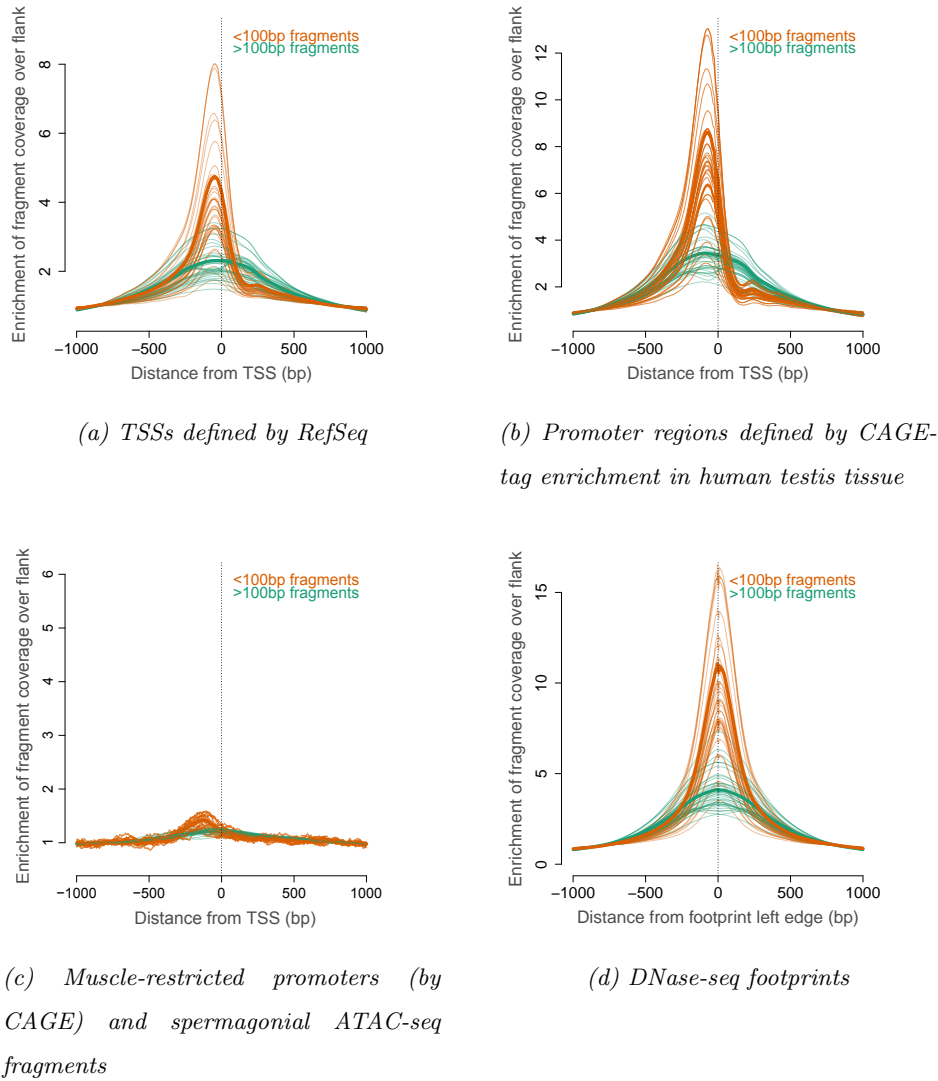 Enrichment of fragment coverage over flank
8
6
4
2
<100bp fragments
>100bp fragments
−1000 −500 0 500 1000
Distance from TSS (bp)
(a) TSSs defined by RefSeq
Enrichment of fragment coverage over flank
12
10
8
6
4
2
<100bp fragments
>100bp fragments
−1000 −500 0 500 1000
Distance from TSS (bp)
(b) Promoter regions defined by CAGE-
tag enrichment in human testis tissue
Enrichment of fragment coverage over flank
6
5
4
3
2
1
<100bp fragments
>100bp fragments
−1000 −500 0 500 1000
Distance from TSS (bp)
(c) Muscle-restricted promoters (by
CAGE) and spermagonial ATAC-seq
fragments
Enrichment of fragment coverage over flank
15
10
5
0
<100bp fragments
>100bp fragments
−1000 −500 0 500 1000
Distance from footprint left edge (bp)
(d) DNase-seq footprints